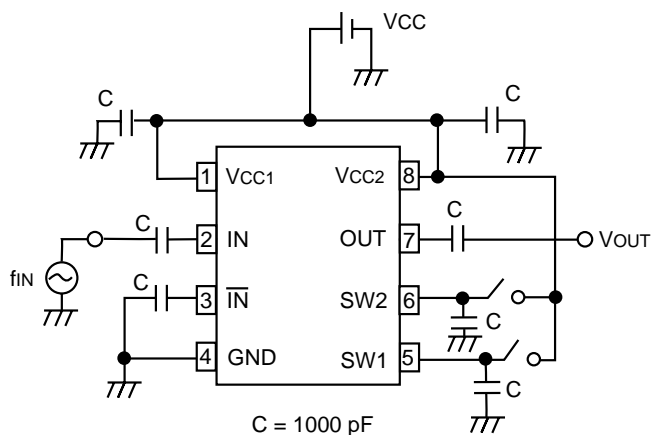 VCC
C
C
1 VCC1
VCC2 8
C
C
fIN
2 IN
OUT 7
VOUT
C
3 I̅N̅
SW2 6
C
4 GND
SW1 5
C
C = 1000 pF